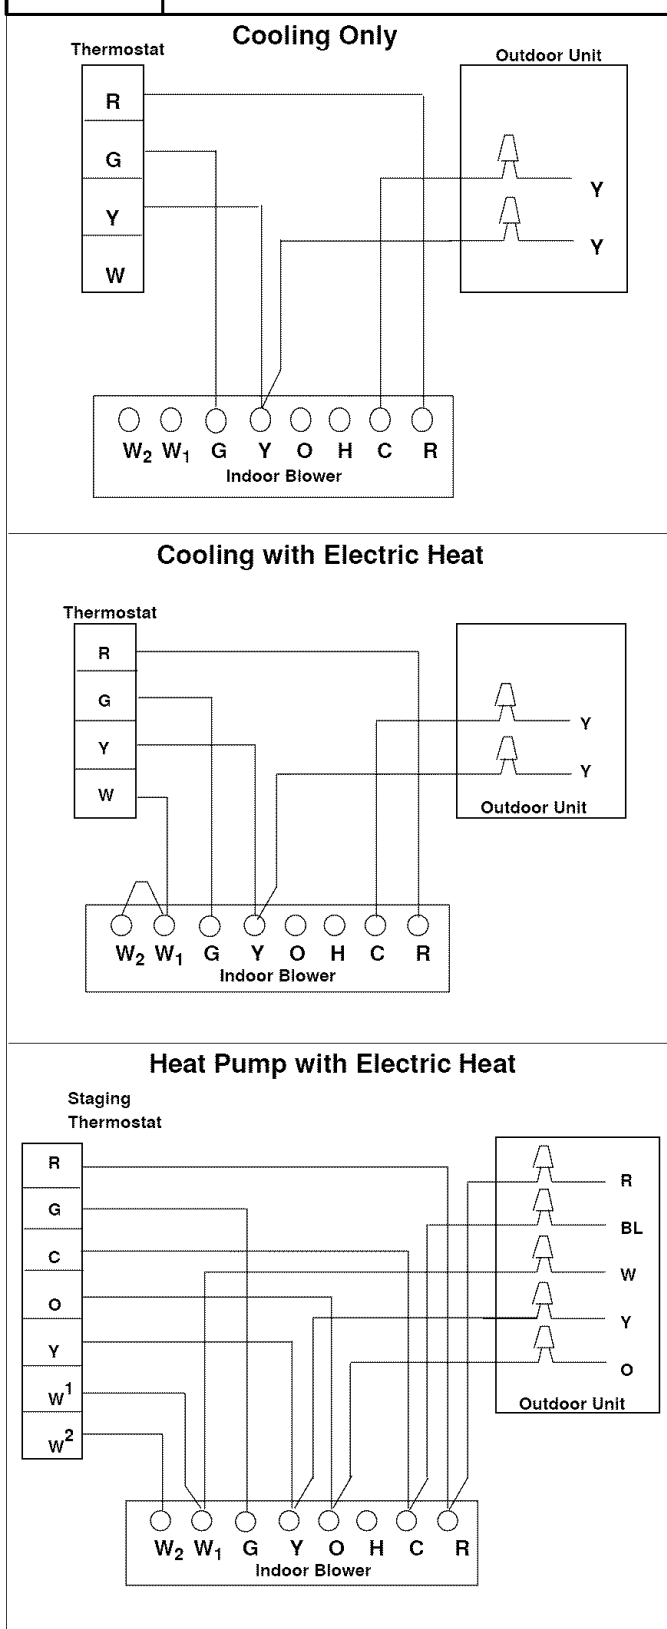 Cooling Only
Thermostat
Outdoor Unit
R
G
Y
W
Y
Y
W2 W1 G Y O H C R
Indoor Blower
Cooling with Electric Heat
Thermostat
R
G
Y
W
Y
Y
Outdoor Unit
W2 W1 G Y O H C R
Indoor Blower
Heat Pump with Electric Heat
Staging
Thermostat
R
G
C
O
Y
W1
W2
R
BL
W
Y
O
Outdoor Unit
W2 W1 G Y O H C R
Indoor Blower